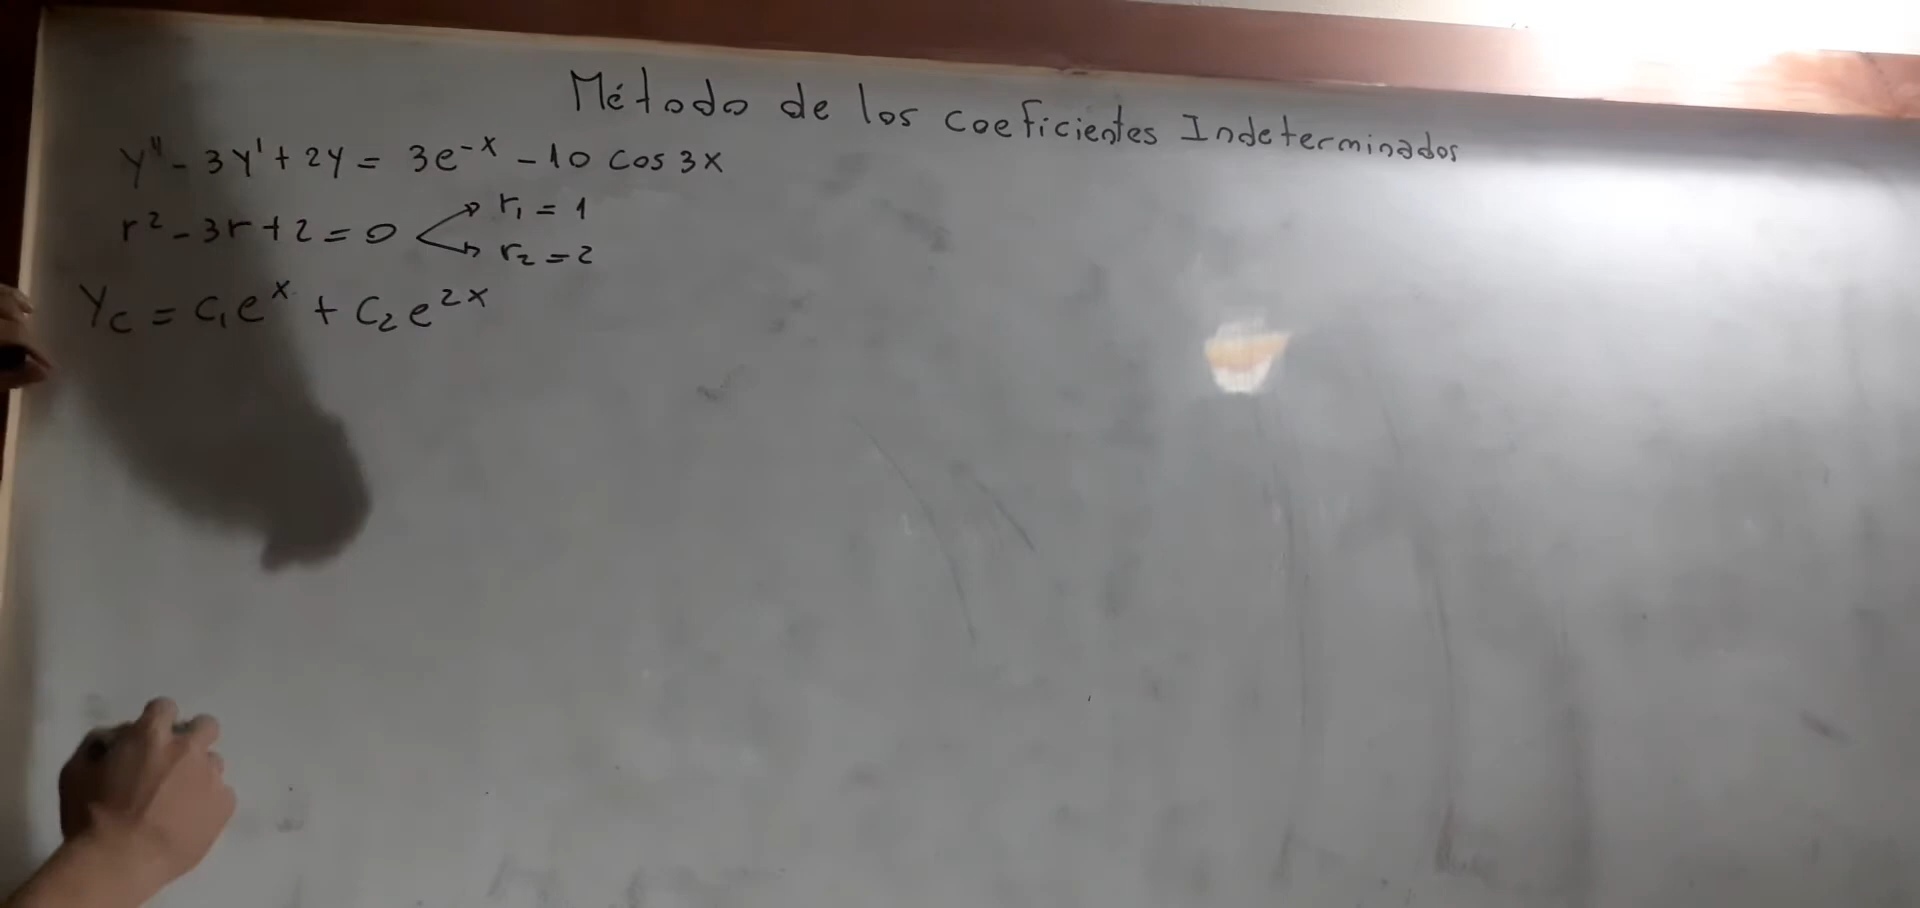 Método de los coeficientes Indeterminados
y" - 3y' + 2y = 3e^{-x} - 10 cos 3x
r² - 3r + 2 = 0 r₁ = 1
r₂ = 2
Yc = c₁e^x + c₂e^{2x}